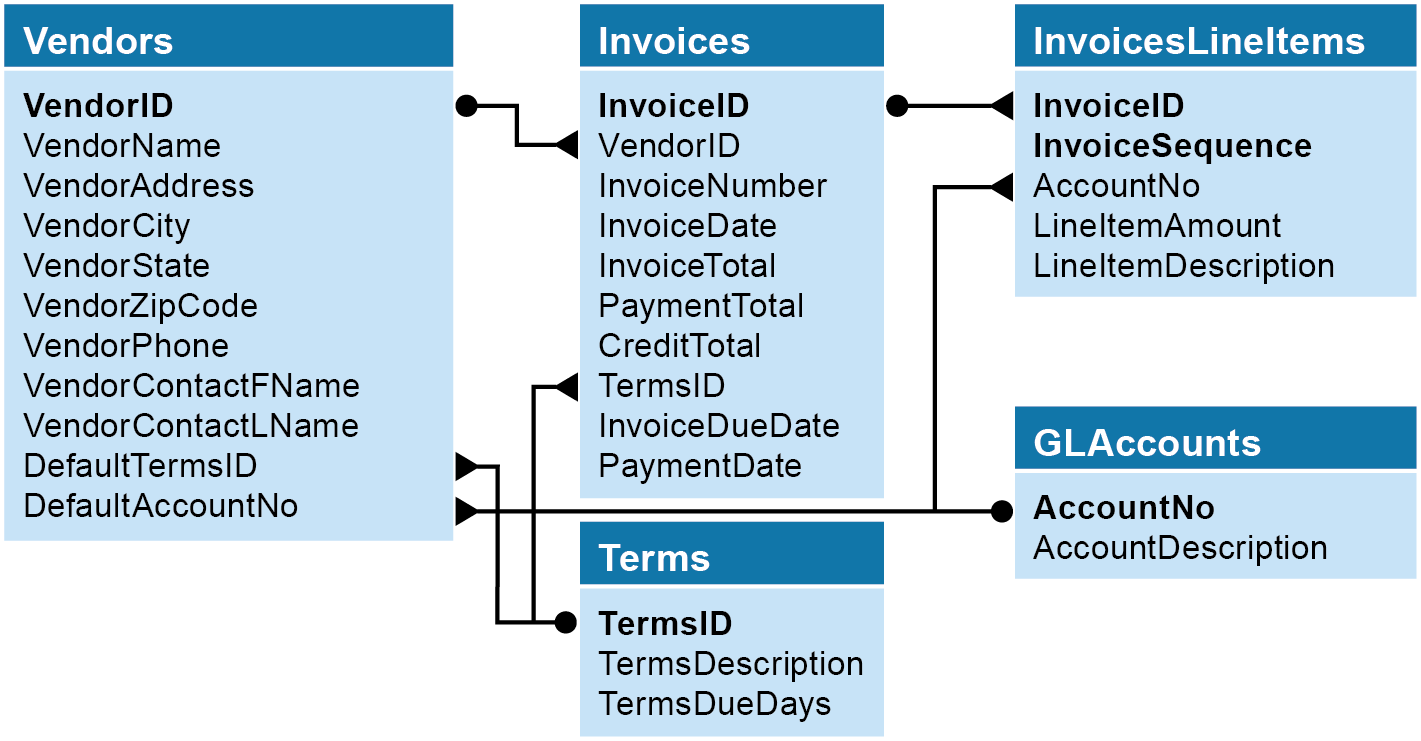 Vendors
VendorID
VendorName
VendorAddress
VendorCity
VendorState
VendorZipCode
VendorPhone
VendorContactFName
VendorContactLName
DefaultTermsID
DefaultAccountNo
Invoices
InvoiceID
VendorID
InvoiceNumber
InvoiceDate
InvoiceTotal
PaymentTotal
CreditTotal
TermsID
InvoiceDueDate
PaymentDate
Terms
TermsID
TermsDescription
TermsDueDays
InvoicesLineItems
InvoiceID
InvoiceSequence
AccountNo
LineItemAmount
LineItemDescription
GLAccounts
AccountNo
AccountDescription